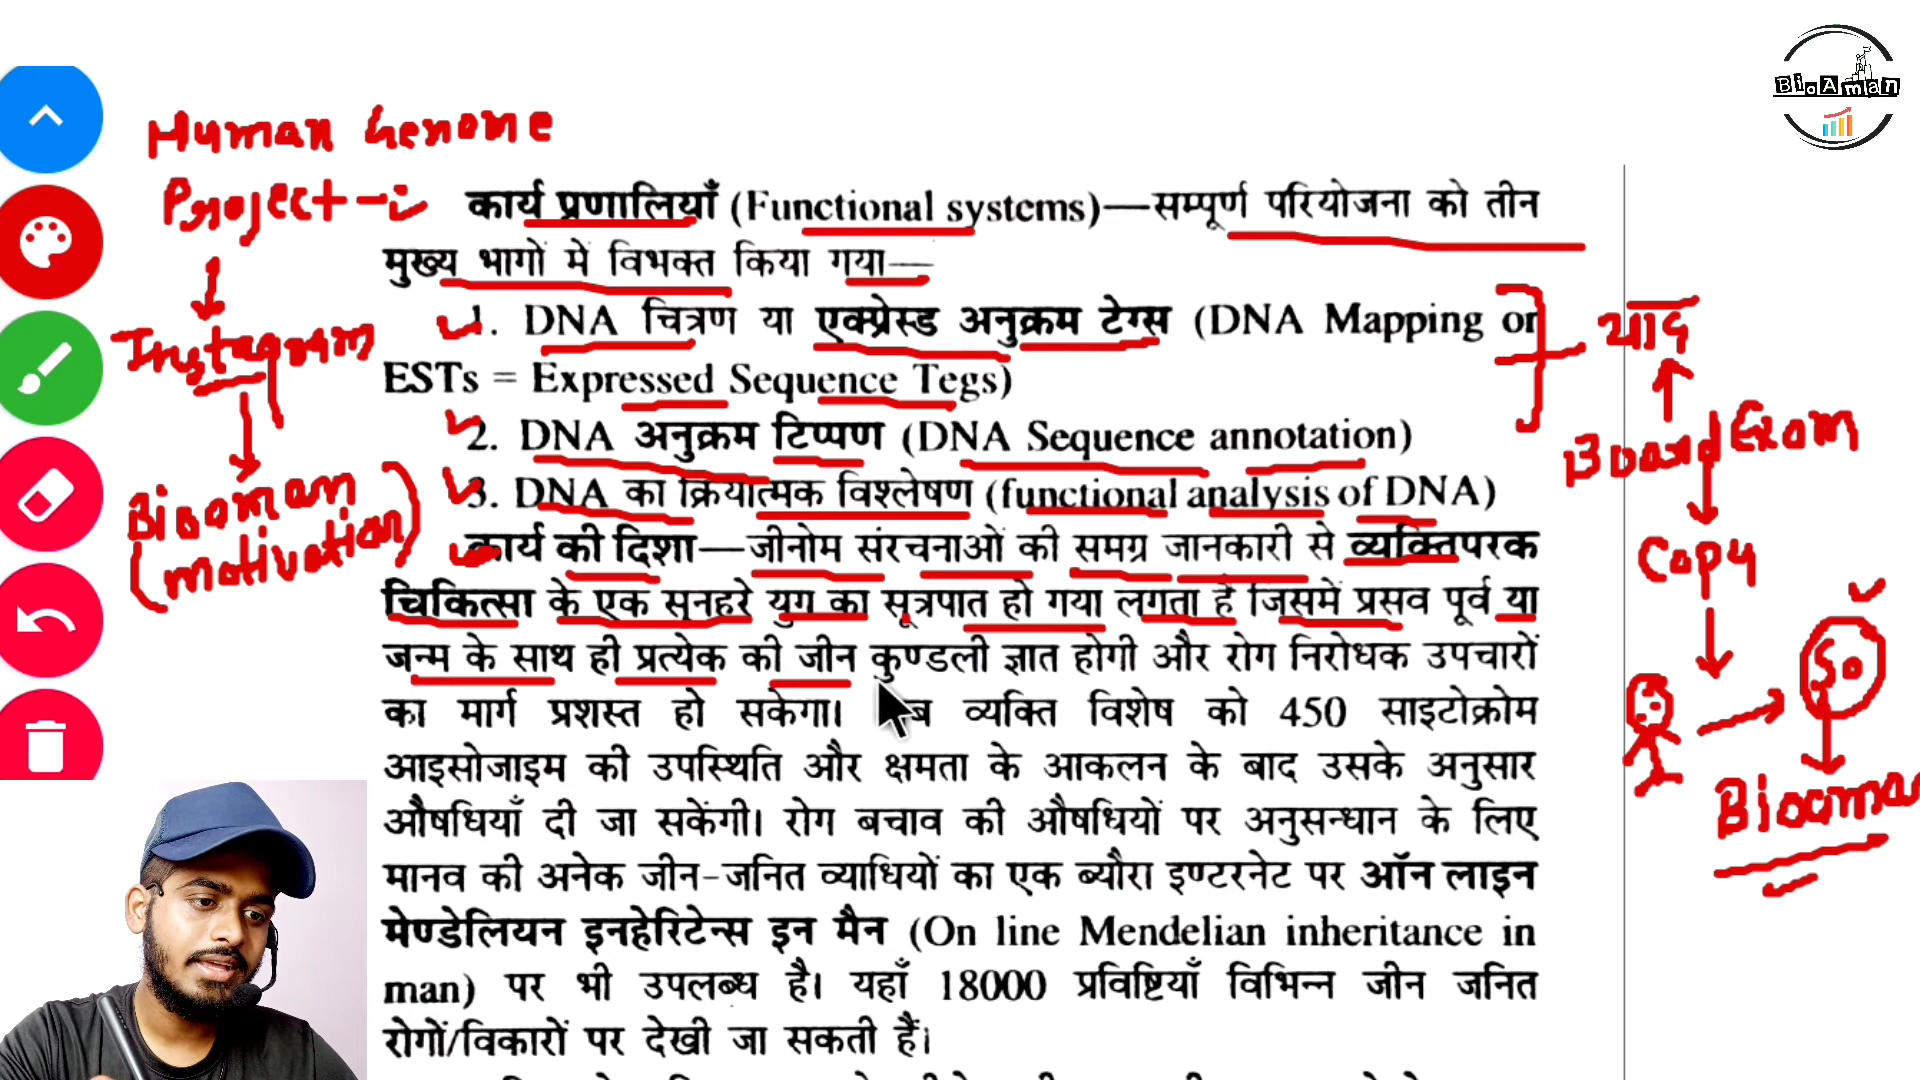 BioAman
Human Genome
Project -:
कार्य प्रणालियाँ (Functional systems)—सम्पूर्ण परियोजना को तीन
मुख्य भागों में विभक्त किया गया—
1. DNA चित्रण या एक्प्रेस्ड अनुक्रम टेग्स (DNA Mapping or
याद
Instagram
ESTs = Expressed Sequence Tegs)
2. DNA अनुक्रम टिप्पण (DNA Sequence annotation)
Board Exam
3. DNA का क्रियात्मक विश्लेषण (functional analysis of DNA)
Bioaman
(motivation)
कार्य की दिशा—जीनोम संरचनाओं की समग्र जानकारी से व्यक्तिपरक
Copy
चिकित्सा के एक सुनहरे युग का सूत्रपात हो गया लगता है जिसमें प्रसव पूर्व या
जन्म के साथ ही प्रत्येक की जीन कुण्डली ज्ञात होगी और रोग निरोधक उपचारों
50
का मार्ग प्रशस्त हो सकेगा। व्यक्ति विशेष को 450 साइटोक्रोम
आइसोजाइम की उपस्थिति और क्षमता के आकलन के बाद उसके अनुसार
Bioaman
औषधियाँ दी जा सकेंगी। रोग बचाव की औषधियों पर अनुसन्धान के लिए
मानव की अनेक जीन-जनित व्याधियों का एक ब्यौरा इण्टरनेट पर ऑन लाइन
मेण्डेलियन इनहेरिटेन्स इन मैन (On line Mendelian inheritance in
man) पर भी उपलब्ध है। यहाँ 18000 प्रविष्टियाँ विभिन्न जीन जनित
रोगों/विकारों पर देखी जा सकती हैं।